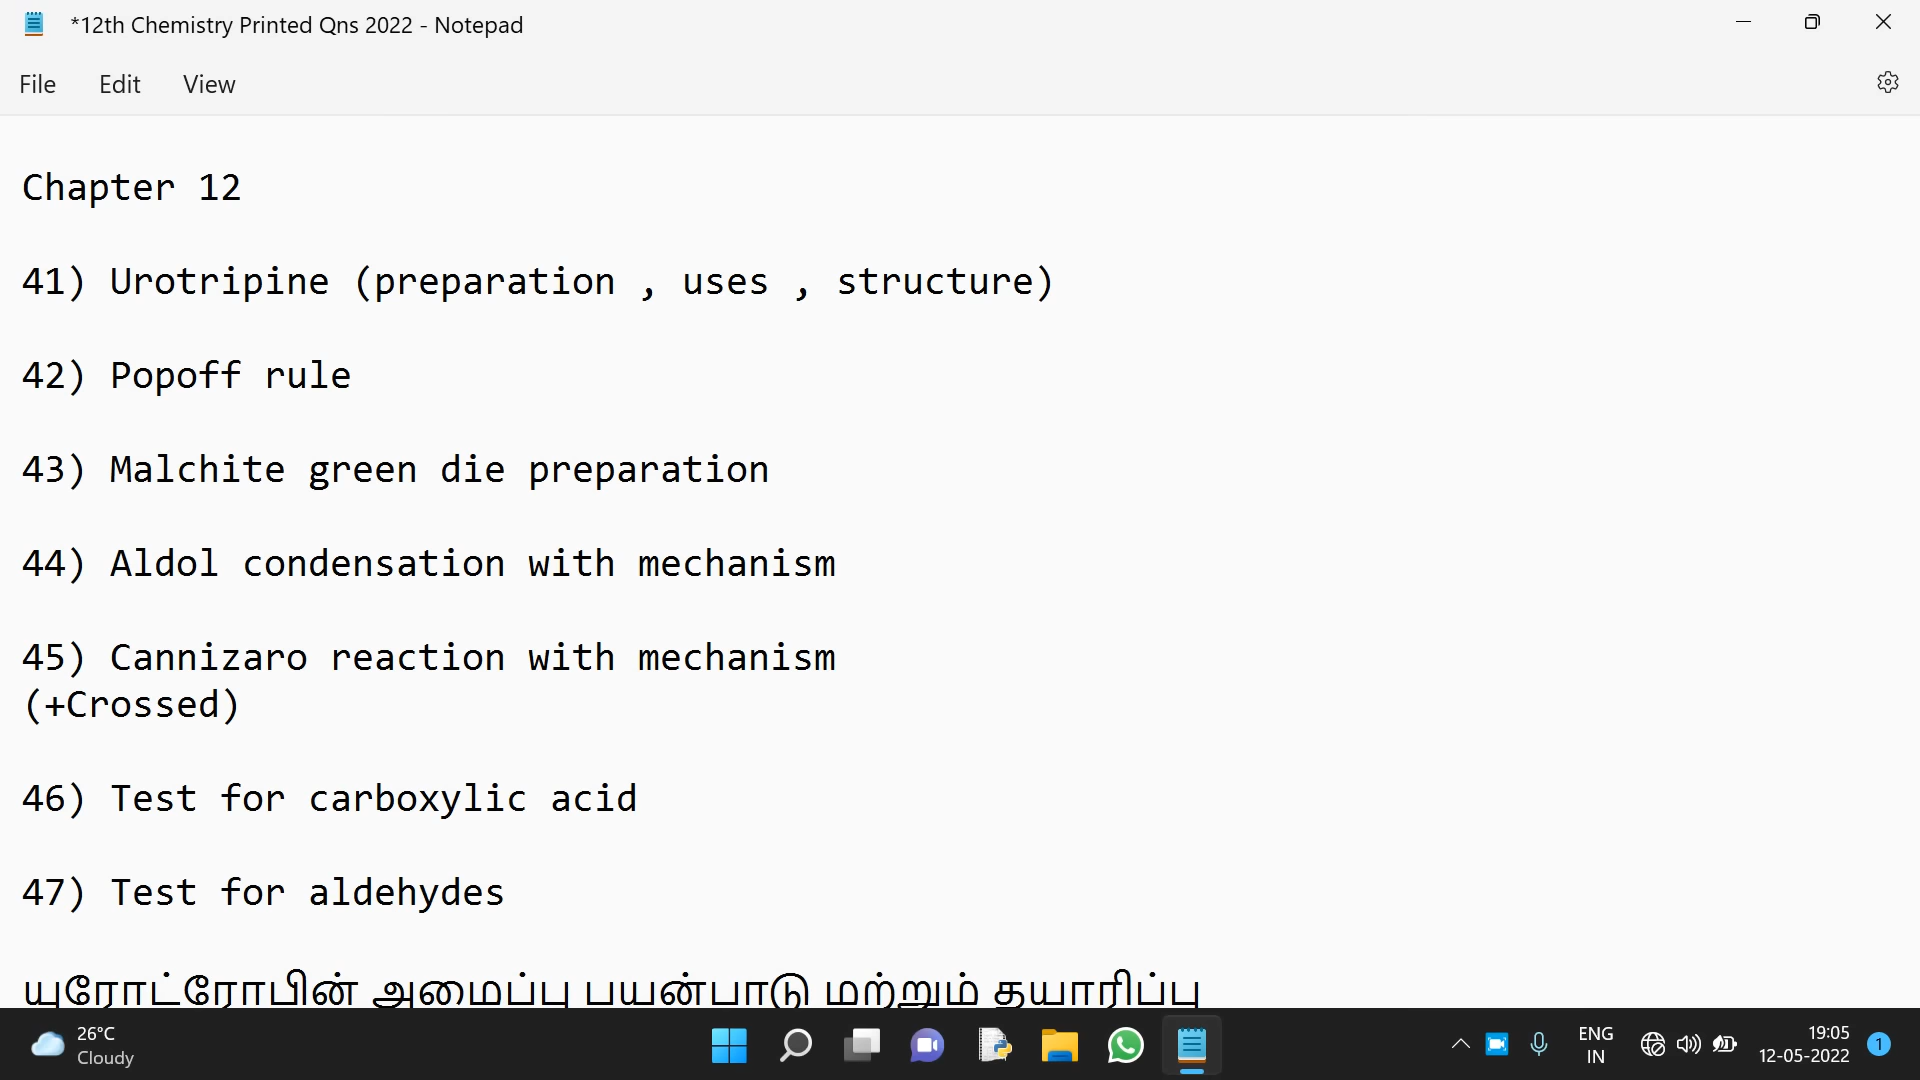 *12th Chemistry Printed Qns 2022 - Notepad
File Edit View
Chapter 12
41) Urotripine (preparation , uses , structure)
42) Popoff rule
43) Malchite green die preparation
44) Aldol condensation with mechanism
45) Cannizaro reaction with mechanism
(+Crossed)
46) Test for carboxylic acid
47) Test for aldehydes
யுரோட்ரோபின் அமைப்பு பயன்பாடு மற்றும் தயாரிப்பு
26°C
Cloudy
ENG
IN
19:05
12-05-2022
1